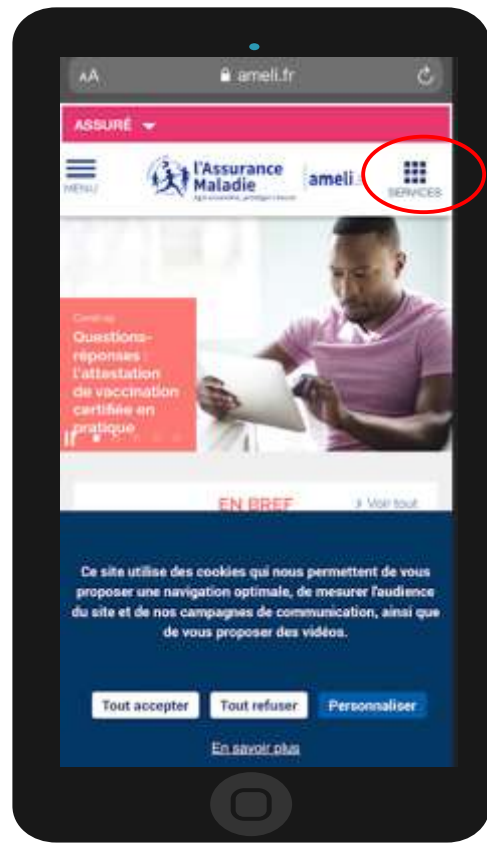 AA
ameli.fr
ASSURÉ
MENU
l'Assurance
Maladie
ameli
SERVICES
Questions-
réponses :
l'attestation
de vaccination
certifiée en
pratique
EN BREF
Voir tout
Ce site utilise des cookies qui nous permettent de vous
proposer une navigation optimale, de mesurer l'audience
du site et de nos campagnes de communication, ainsi que
de vous proposer des vidéos.
Tout accepter
Tout refuser
Personnaliser
En savoir plus